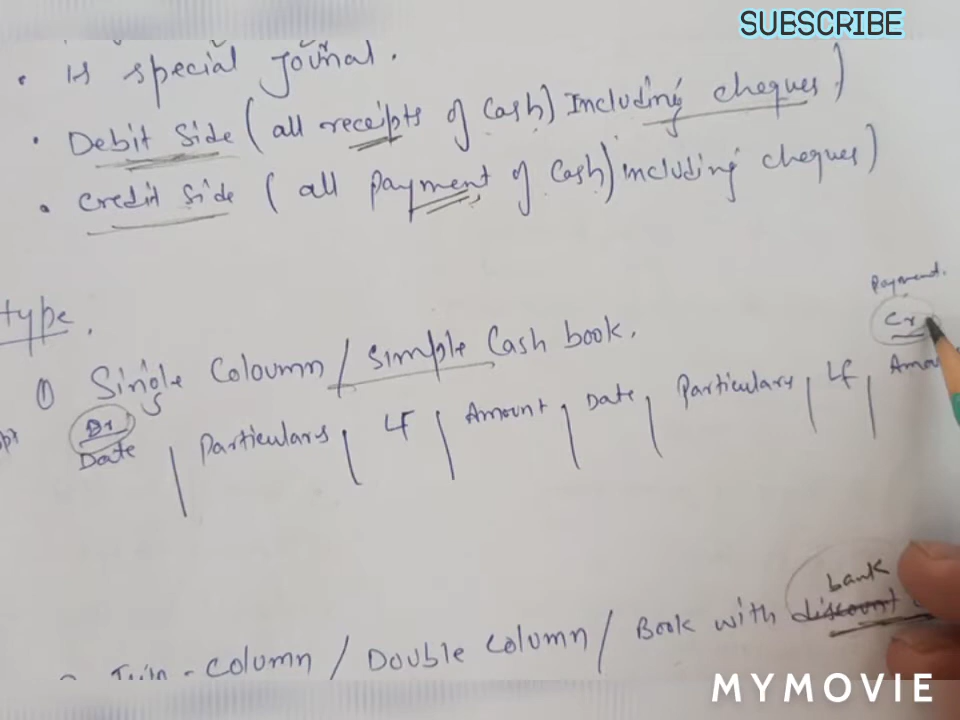 SUBSCRIBE
• is special Journal.
• Debit Side (all receipts of Cash) Including cheques)
• Credit Side (all payment of Cash) including cheques)
type.
Payment.
① Single Coloumn / Simple Cash book.
Cr
Dr
Date | Particulars | LF | Amount | Date | Particulars | LF | Amou
bank
Twin - column / Double Column / Book with discount
MYMOVIE